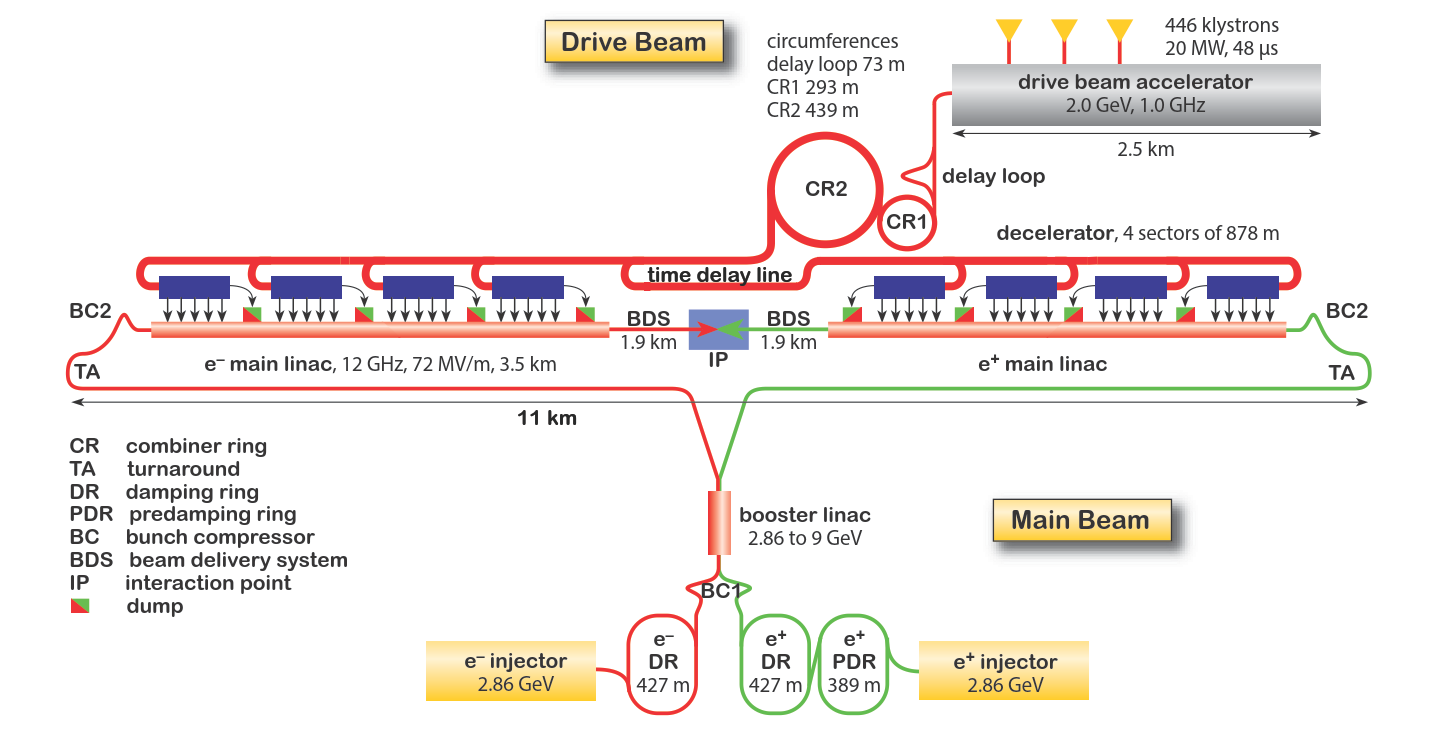 Drive Beam
circumferences
delay loop 73 m
CR1 293 m
CR2 439 m
446 klystrons
20 MW, 48 µs
drive beam accelerator
2.0 GeV, 1.0 GHz
2.5 km
delay loop
CR2
CR1
decelerator, 4 sectors of 878 m
time delay line
BC2
TA
BDS
1.9 km
IP
BDS
1.9 km
BC2
TA
e– main linac, 12 GHz, 72 MV/m, 3.5 km
e+ main linac
11 km
CR combiner ring
TA turnaround
DR damping ring
PDR predamping ring
BC bunch compressor
BDS beam delivery system
IP interaction point
dump
booster linac
2.86 to 9 GeV
Main Beam
BC1
e– injector
2.86 GeV
e–
DR
427 m
e+
DR
427 m
e+
PDR
389 m
e+ injector
2.86 GeV